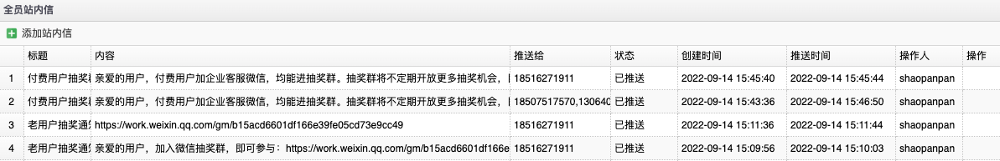 全员站内信
添加站内信
标题 内容 推送给 状态 创建时间 推送时间 操作人 操作
1 付费用户抽奖 亲爱的用户，付费用户加企业客服微信，均能进抽奖群。抽奖群将不定期开放更多抽奖机会， 18516271911 已推送 2022-09-14 15:45:40 2022-09-14 15:45:44 shaopanpan
2 付费用户抽奖 亲爱的用户，付费用户加企业客服微信，均能进抽奖群。抽奖群将不定期开放更多抽奖机会， 18507517570,130640 已推送 2022-09-14 15:43:36 2022-09-14 15:46:50 shaopanpan
3 老用户抽奖通知 https://work.weixin.qq.com/gm/b15acd6601df166e39fe05cd73e9cc49 18516271911 已推送 2022-09-14 15:11:36 2022-09-14 15:11:44 shaopanpan
4 老用户抽奖通知 亲爱的用户，加入微信抽奖群，即可参与：https://work.weixin.qq.com/gm/b15acd6601df166e 18516271911 已推送 2022-09-14 15:09:56 2022-09-14 15:10:03 shaopanpan